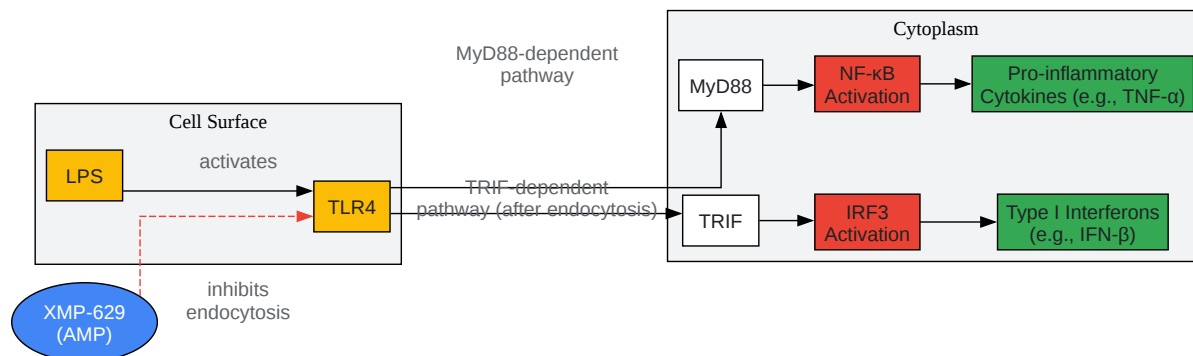 Cytoplasm
MyD88-dependent
pathway
MyD88
NF-κB
Activation
Pro-inflammatory
Cytokines (e.g., TNF-α)
Cell Surface
LPS
activates
TLR4
TRIF-dependent
pathway (after endocytosis)
TRIF
IRF3
Activation
Type I Interferons
(e.g., IFN-β)
inhibits
endocytosis
XMP-629
(AMP)